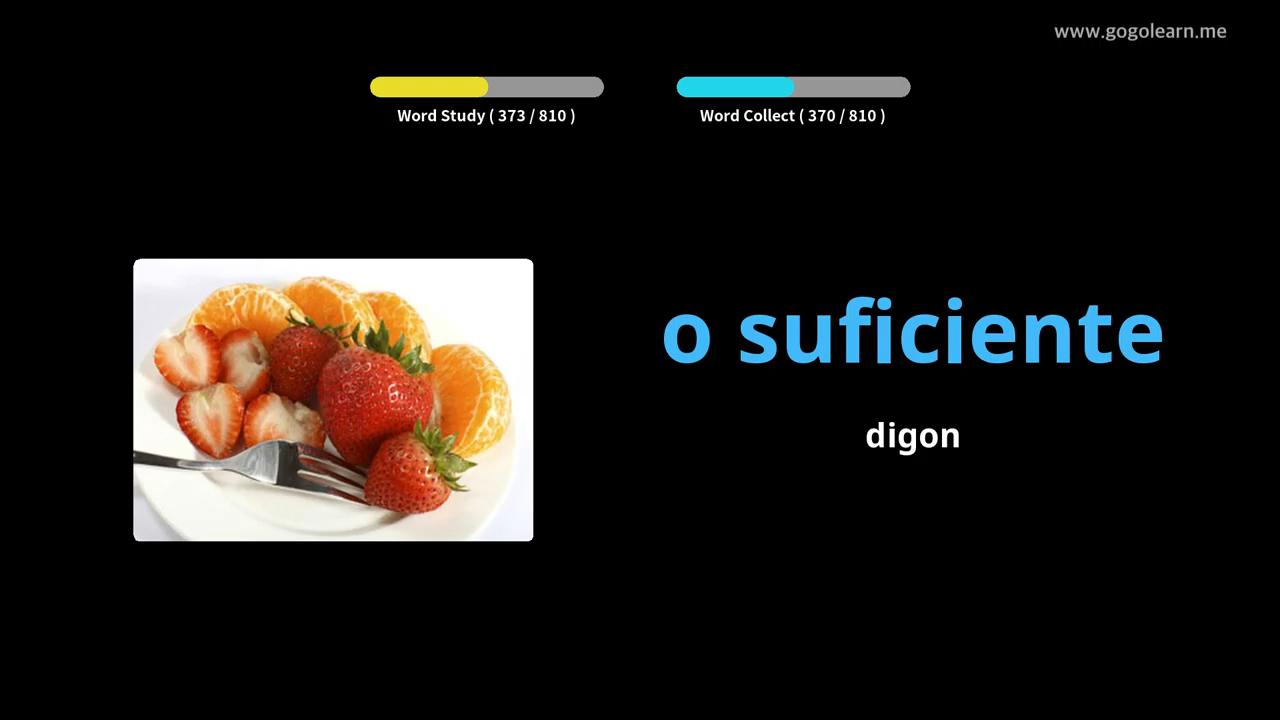 www.gogolearn.me
Word Study ( 373 / 810 )
Word Collect ( 370 / 810 )
o suficiente
digon